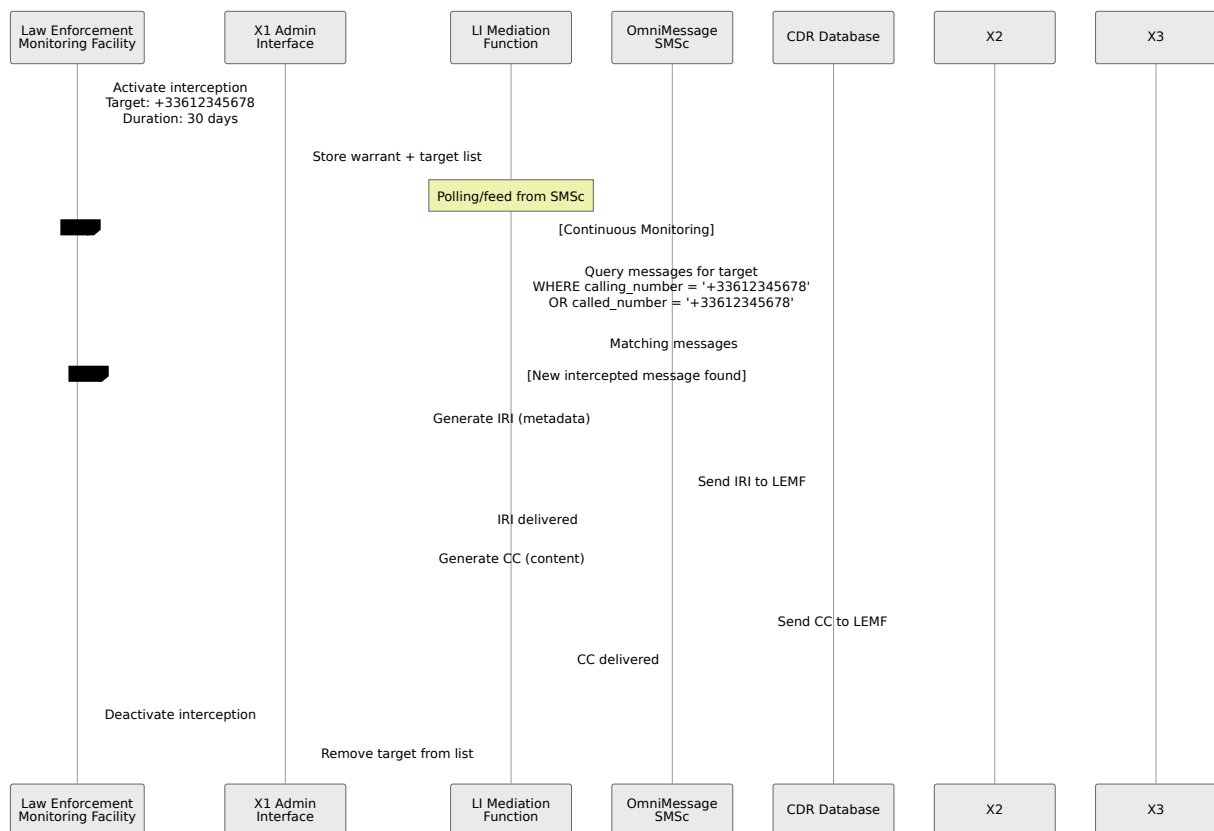 Law Enforcement
Monitoring Facility
X1 Admin
Interface
LI Mediation
Function
OmniMessage
SMSc
CDR Database
X2
X3
Activate interception
Target: +33612345678
Duration: 30 days
Store warrant + target list
Polling/feed from SMSc
[Continuous Monitoring]
Query messages for target
WHERE calling_number = '+33612345678'
OR called_number = '+33612345678'
Matching messages
[New intercepted message found]
Generate IRI (metadata)
Send IRI to LEMF
IRI delivered
Generate CC (content)
Send CC to LEMF
CC delivered
Deactivate interception
Remove target from list
Law Enforcement
Monitoring Facility
X1 Admin
Interface
LI Mediation
Function
OmniMessage
SMSc
CDR Database
X2
X3